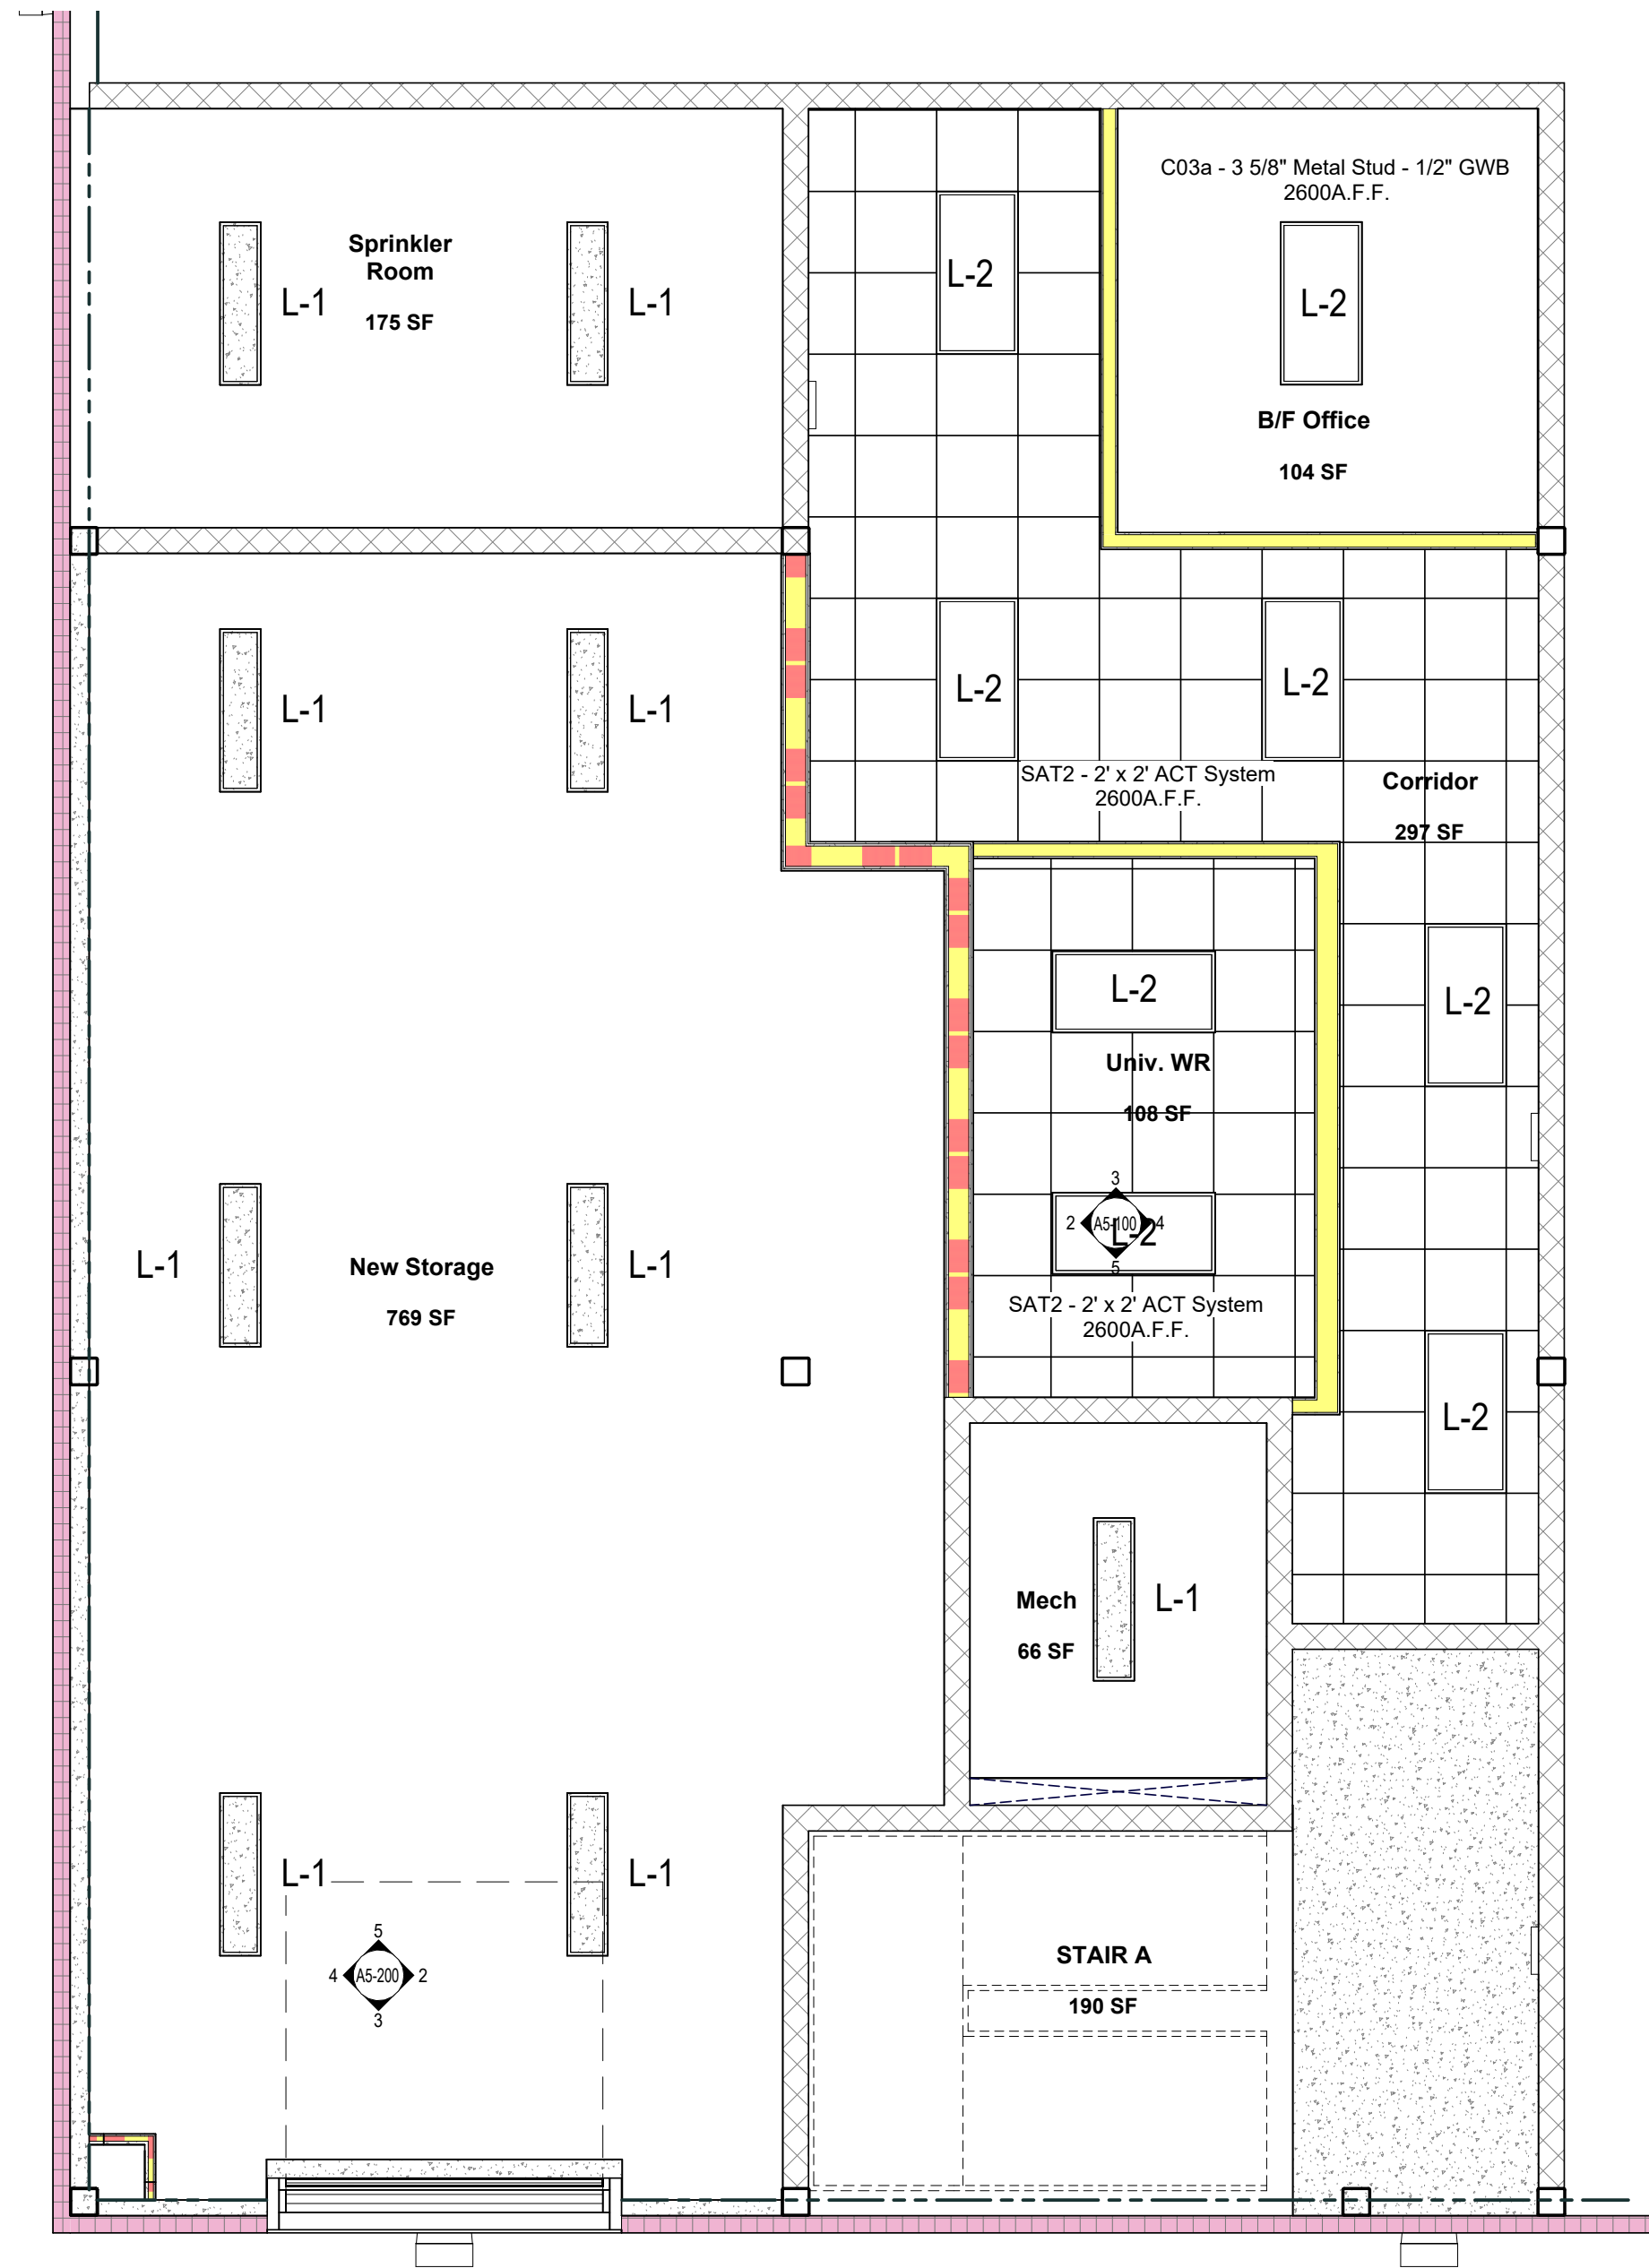 C03a - 3 5/8" Metal Stud - 1/2" GWB
2600A.F.F.
Sprinkler
Room
175 SF
L-1
L-1
L-2
L-2
B/F Office
104 SF
L-1
L-1
L-2
L-2
SAT2 - 2' x 2' ACT System
2600A.F.F.
Corridor
297 SF
L-2
L-2
Univ. WR
108 SF
3
2
A5-100
4
L-2
5
L-1
New Storage
769 SF
L-1
SAT2 - 2' x 2' ACT System
2600A.F.F.
L-2
Mech
66 SF
L-1
L-1
L-1
5
4
A5-200
2
3
STAIR A
190 SF